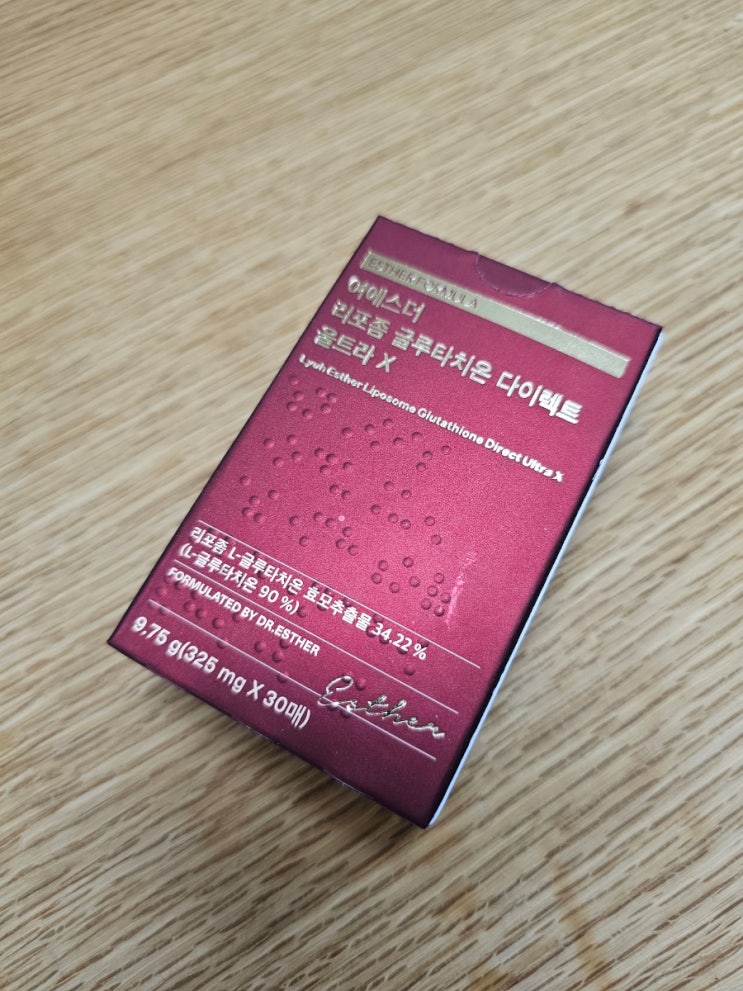 ESTHER FORMULA
여에스더
리포좀 글루타치온 다이렉트
울트라 X
Lyuh Esther Liposome Glutathione Direct Ultra X
리포좀 L-글루타치온 효모추출물 34.22 %
(L-글루타치온 90 %)
FORMULATED BY DR.ESTHER
9.75 g(325 mg X 30매)
Esther